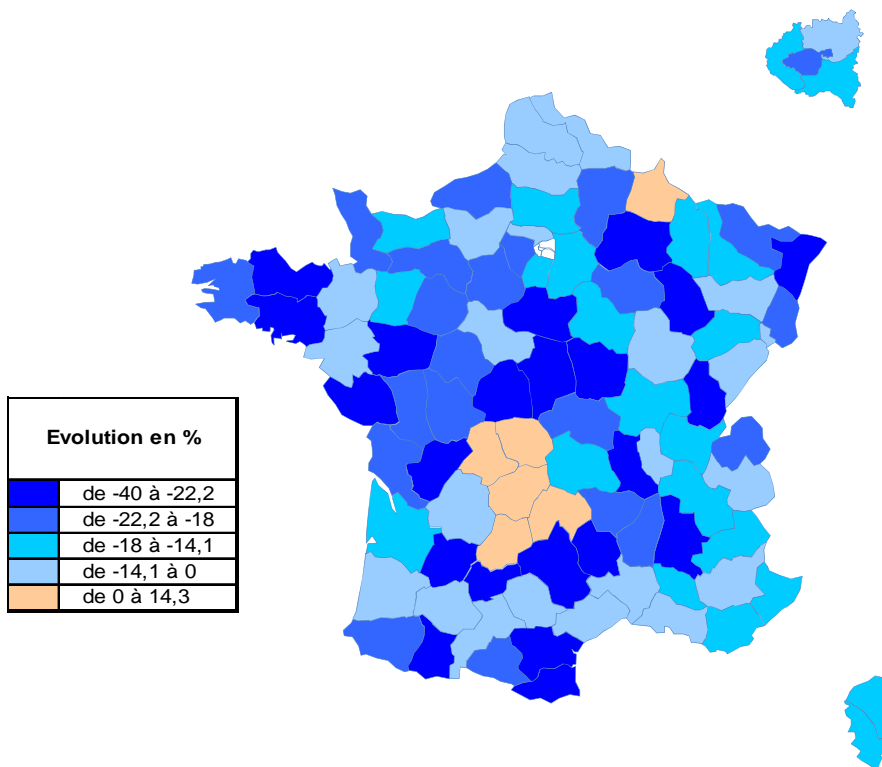 Evolution en %
de -40 à -22,2
de -22,2 à -18
de -18 à -14,1
de -14,1 à 0
de 0 à 14,3